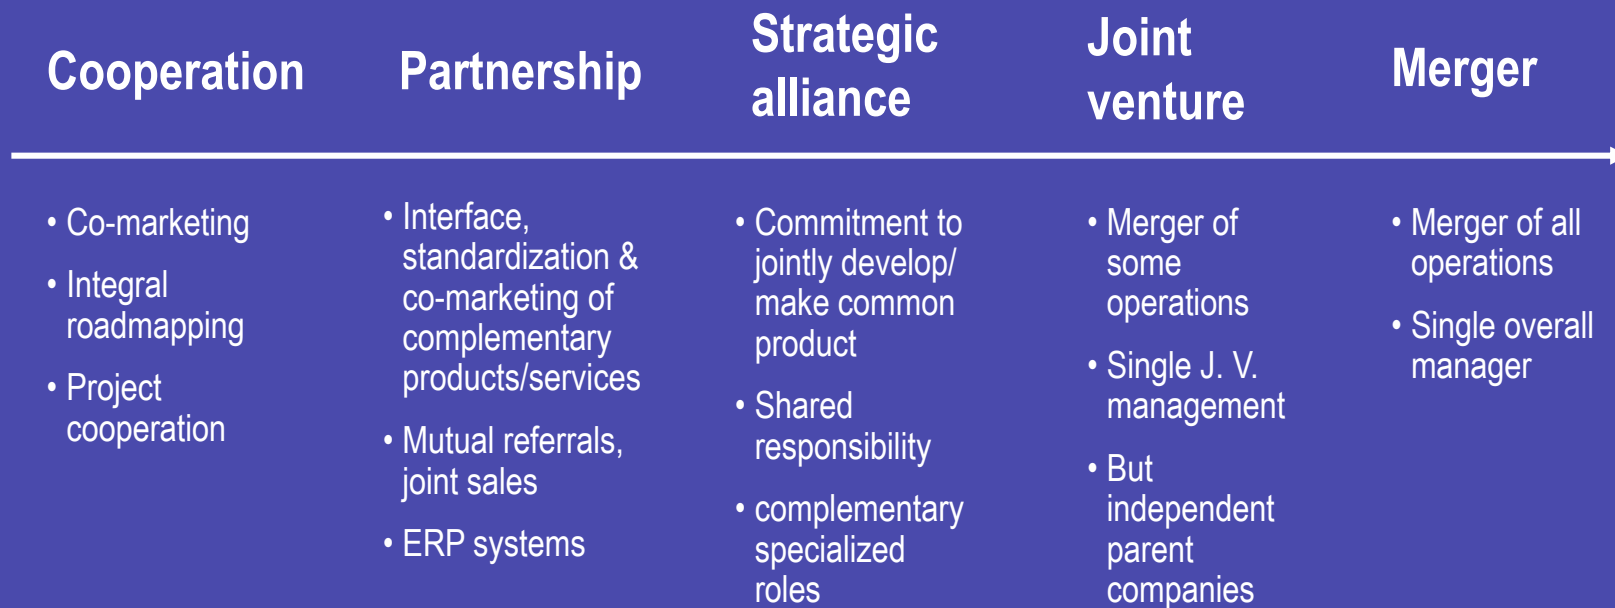 Cooperation
Partnership
Strategic
alliance
Joint
venture
Merger
• Co-marketing
• Integral
roadmapping
• Project
cooperation
• Interface,
standardization &
co-marketing of
complementary
products/services
• Mutual referrals,
joint sales
• ERP systems
• Commitment to
jointly develop/
make common
product
• Shared
responsibility
• complementary
specialized
roles
• Merger of
some
operations
• Single J. V.
management
• But
independent
parent
companies
• Merger of all
operations
• Single overall
manager